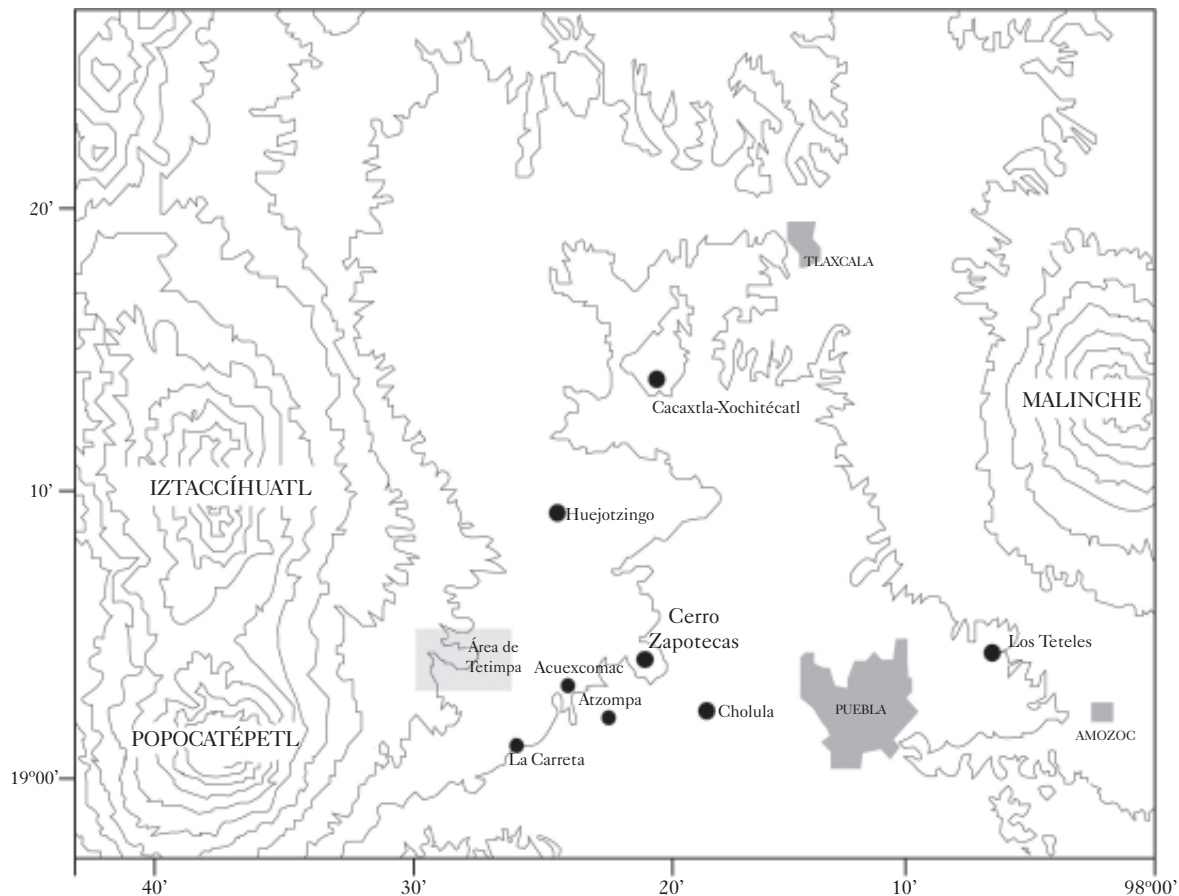 20’
TLAXCALA
MALINCHE
Cacaxtla-Xochitécatl
10’
IZTACCÍHUATL
Huejotzingo
Cerro
Zapotecas
Los Teteles
Área de
Tetimpa
Acuexcomac
Atzompa
Cholula
PUEBLA
AMOZOC
POPOCATÉPETL
La Carreta
19º00’
40’
30’
20’
10’
98º00’